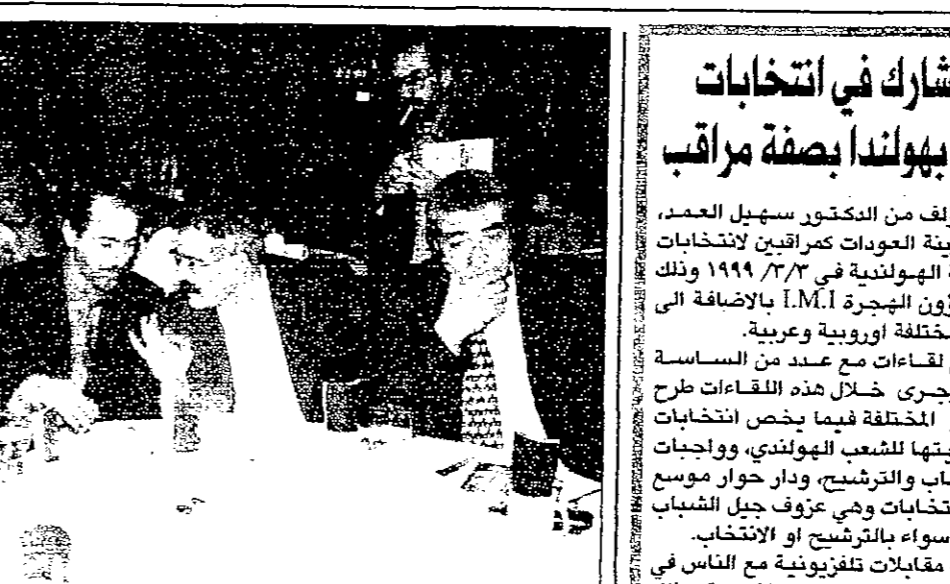 شارك في انتخابات
بهولندا بصفة مراقب
لف من الدكتور سهيل العمد،
ينة العودات كمراقبين لانتخابات
الهولندية في ١٩٩٩ /٣/٣ وذلك
ؤون الهجرة I.M.I بالاضافة الى
ختلفة اوروبية وعربية.
لقاءات مع عدد من الساسة
جرى خلال هذه اللقاءات طرح
المختلفة فيما يخص انتخابات
يتها للشعب الهولندي، وواجبات
اب والترشيح، ودار حوار موسع
تخابات وهي عزوف جيل الشباب
سواء بالترشيح او الانتخاب.
مقابلات تلفزيونية مع الناس في